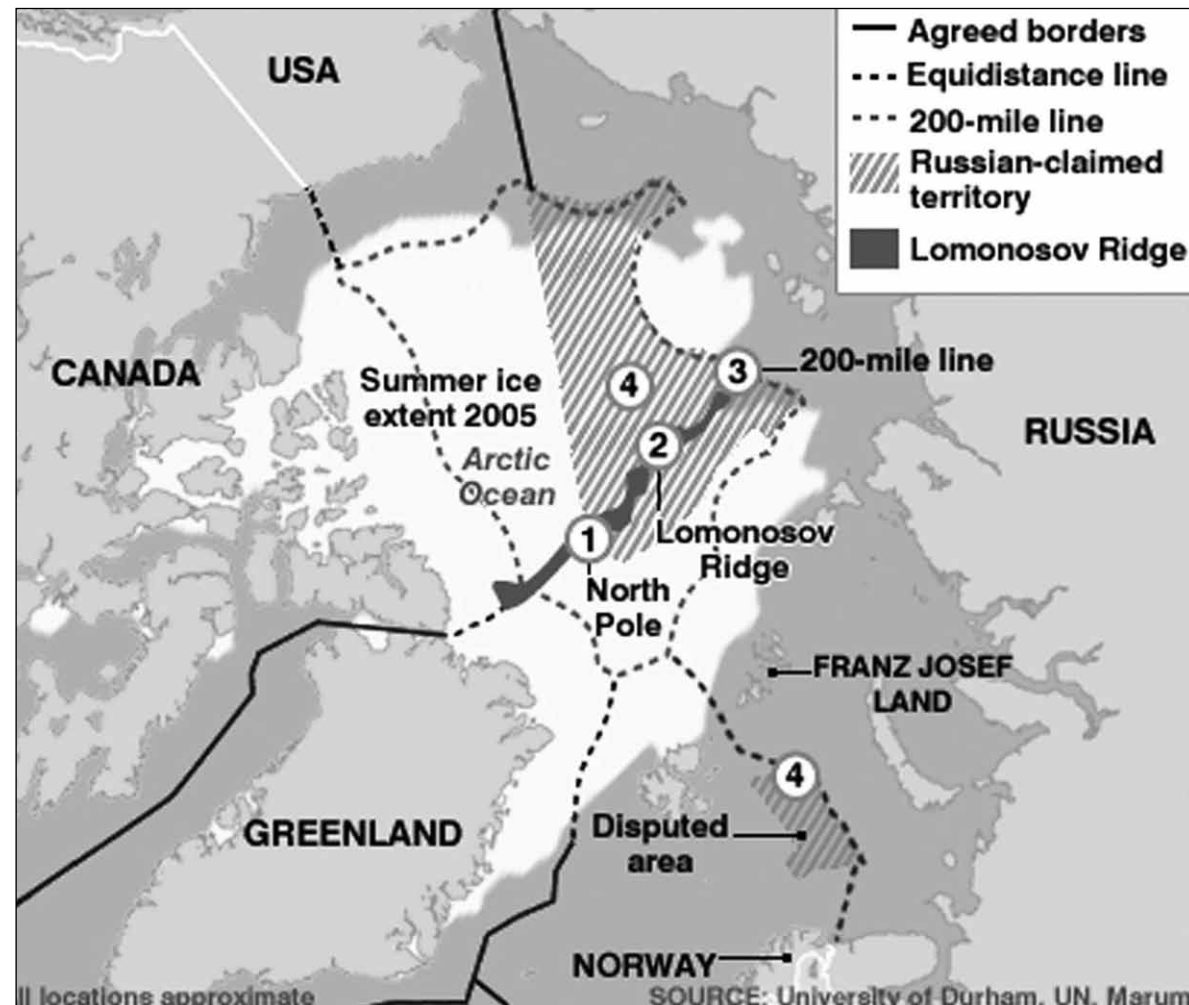 USA
Agreed borders
Equidistance line
200-mile line
Russian-claimed
territory
Lomonosov Ridge
CANADA
Summer ice
extent 2005
Arctic
Ocean
4
3
200-mile line
2
RUSSIA
1
Lomonosov
Ridge
North
Pole
FRANZ JOSEF
LAND
4
GREENLAND
Disputed
area
NORWAY
ll locations approximate
SOURCE: University of Durham, UN, Marum